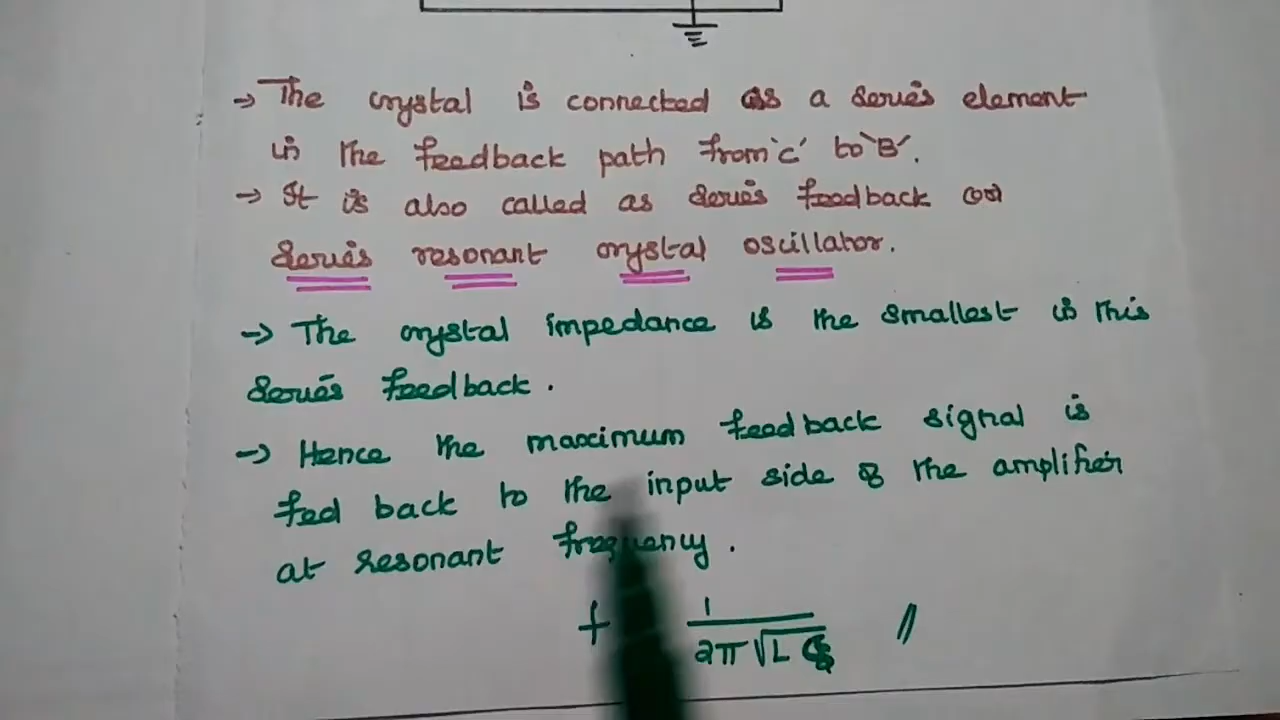 → The crystal is connected as a series element
in the feedback path from 'C' to 'B'.
→ It is also called as series feedback (or)
series resonant crystal oscillator.
→ The crystal impedance is the smallest in this
series feedback.
→ Hence the maximum feedback signal is
fed back to the input side of the amplifier
at resonant frequency.
f 1 / 2π√L Cs //